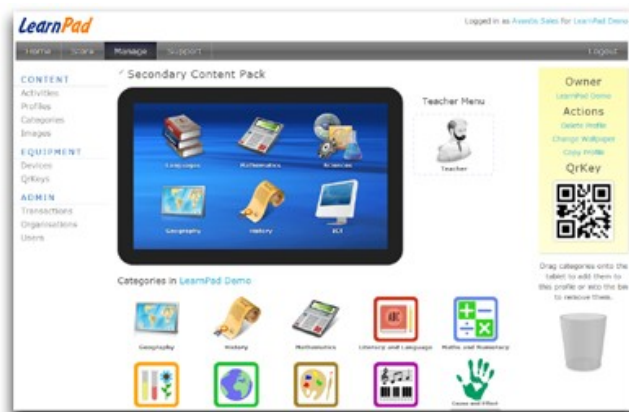 LearnPad
Logged in as Avantis Sales for LearnPad Demo
Home Store Manage Support Logout
CONTENT
Activities
Profiles
Categories
Images
EQUIPMENT
Devices
QrKeys
ADMIN
Transactions
Organisations
Users
Secondary Content Pack
Languages Mathematics Sciences
Geography History ICT
Teacher Menu
Teacher
Owner
LearnPad Demo
Actions
Delete Profile
Change Wallpaper
Copy Profile
QrKey
Drag categories onto the
tablet to add them to
this profile or into the bin
to remove them.
Categories in LearnPad Demo
Geography History Mathematics Literacy and Language Maths and Numeracy
Cause and Effect